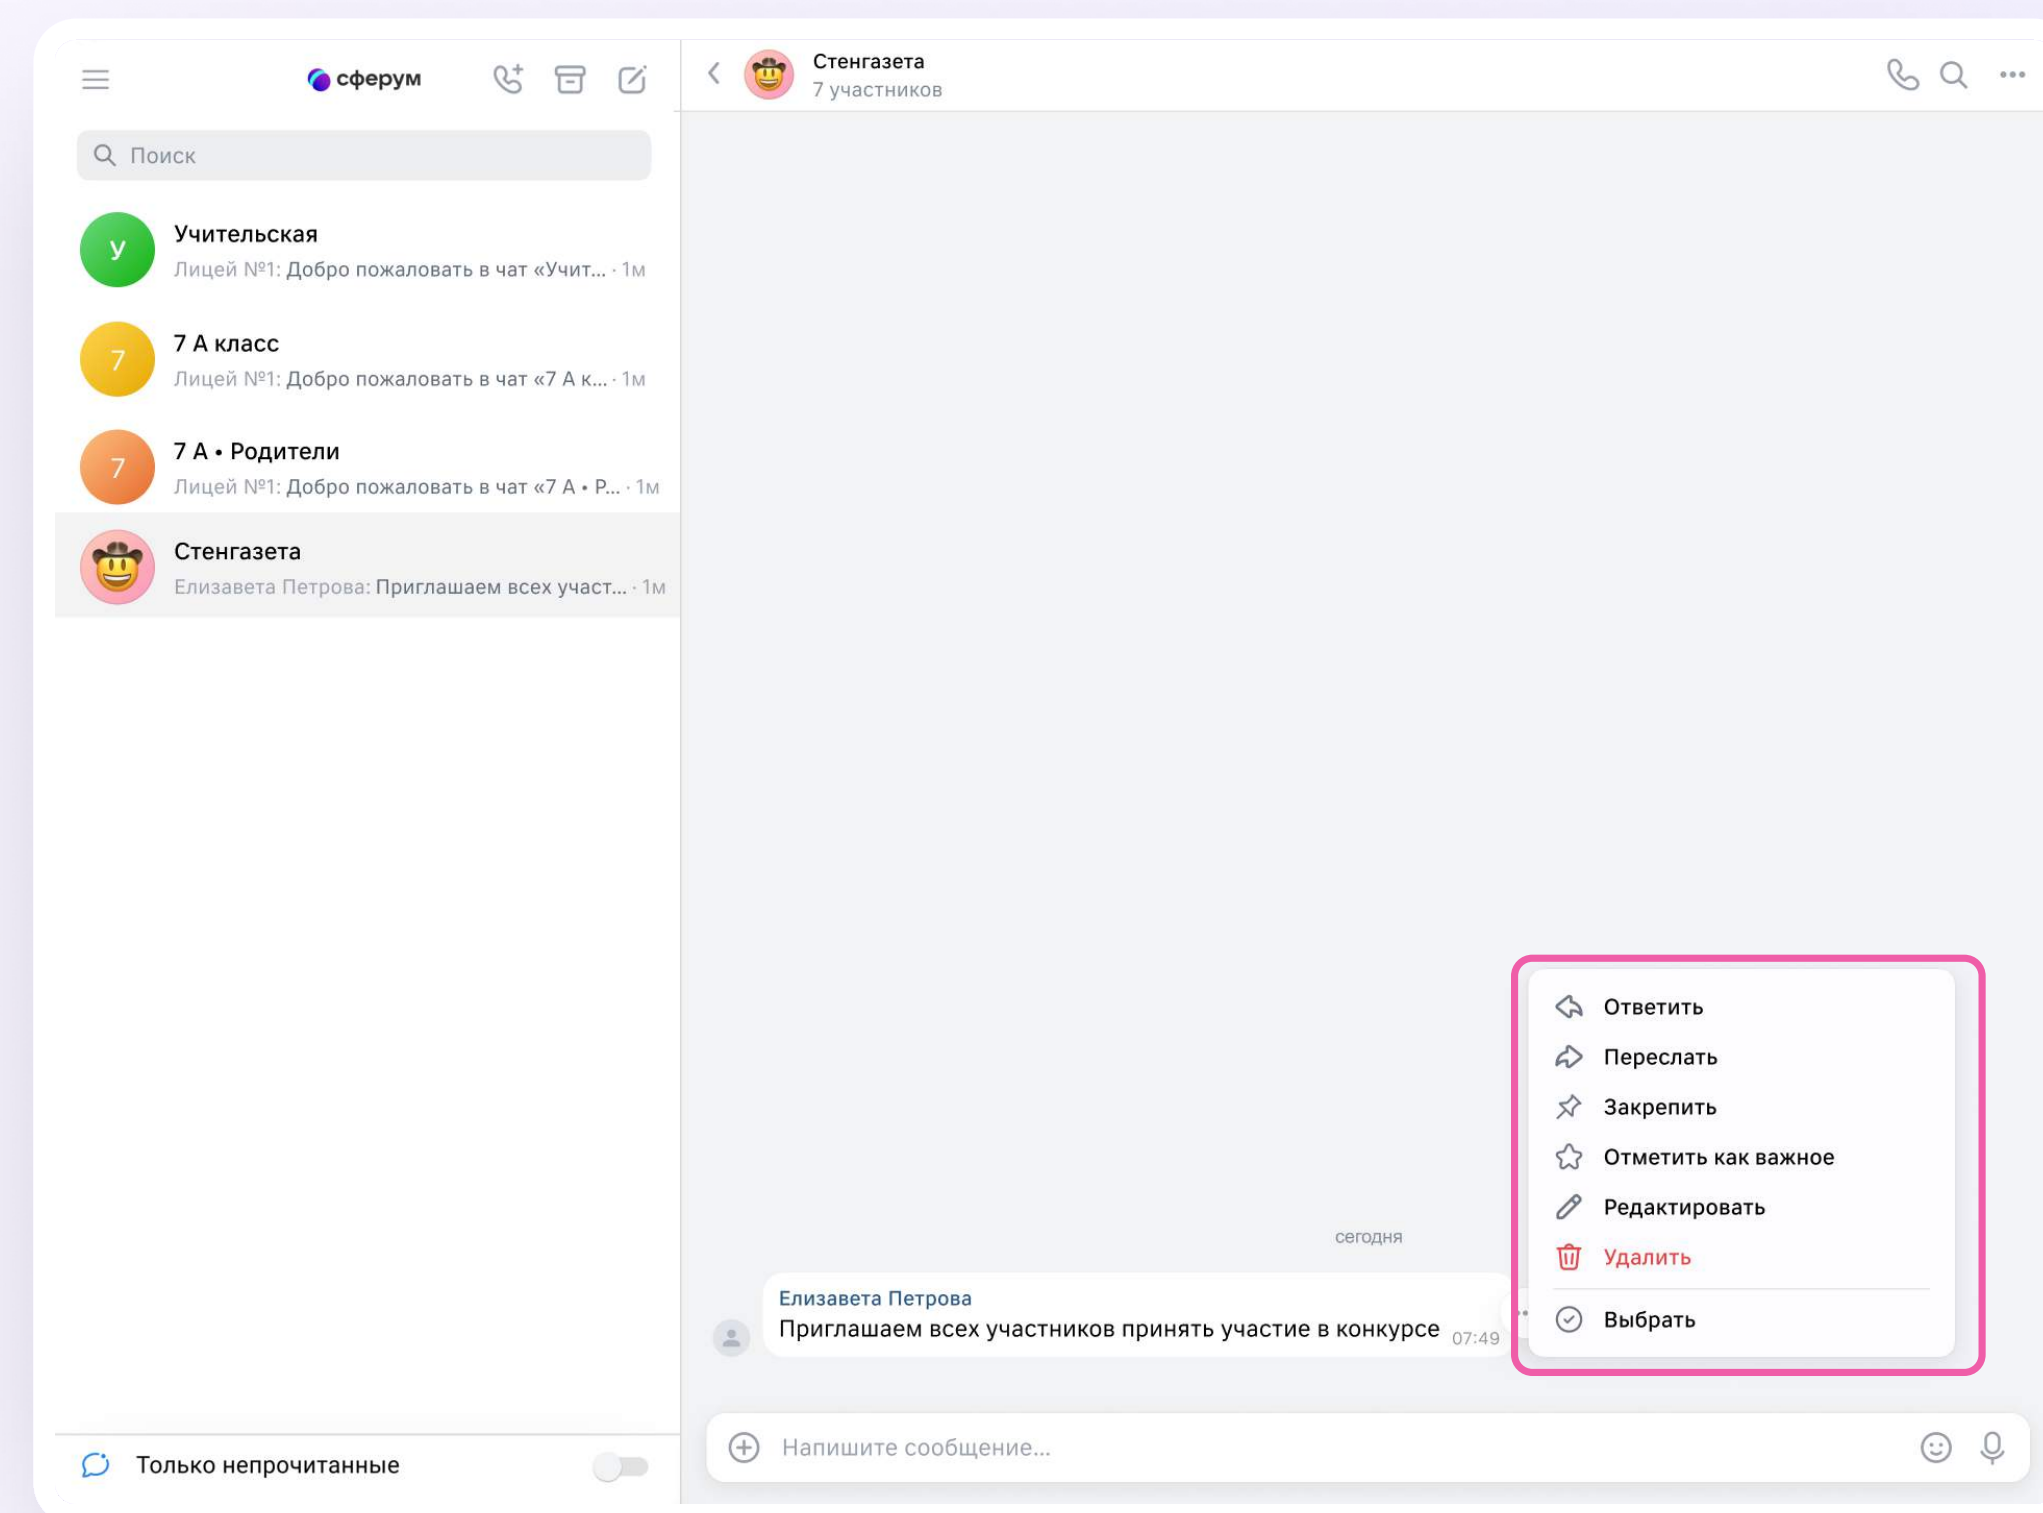 сферум
Поиск
У
Учительская
Лицей №1: Добро пожаловать в чат «Учит... · 1м
7
7 А класс
Лицей №1: Добро пожаловать в чат «7 А к... · 1м
7
7 А • Родители
Лицей №1: Добро пожаловать в чат «7 А • Р... · 1м
Стенгазета
Елизавета Петрова: Приглашаем всех участ... · 1м
Только непрочитанные
Стенгазета
7 участников
сегодня
Елизавета Петрова
Приглашаем всех участников принять участие в конкурсе 07:49
Ответить
Переслать
Закрепить
Отметить как важное
Редактировать
Удалить
Выбрать
Напишите сообщение...